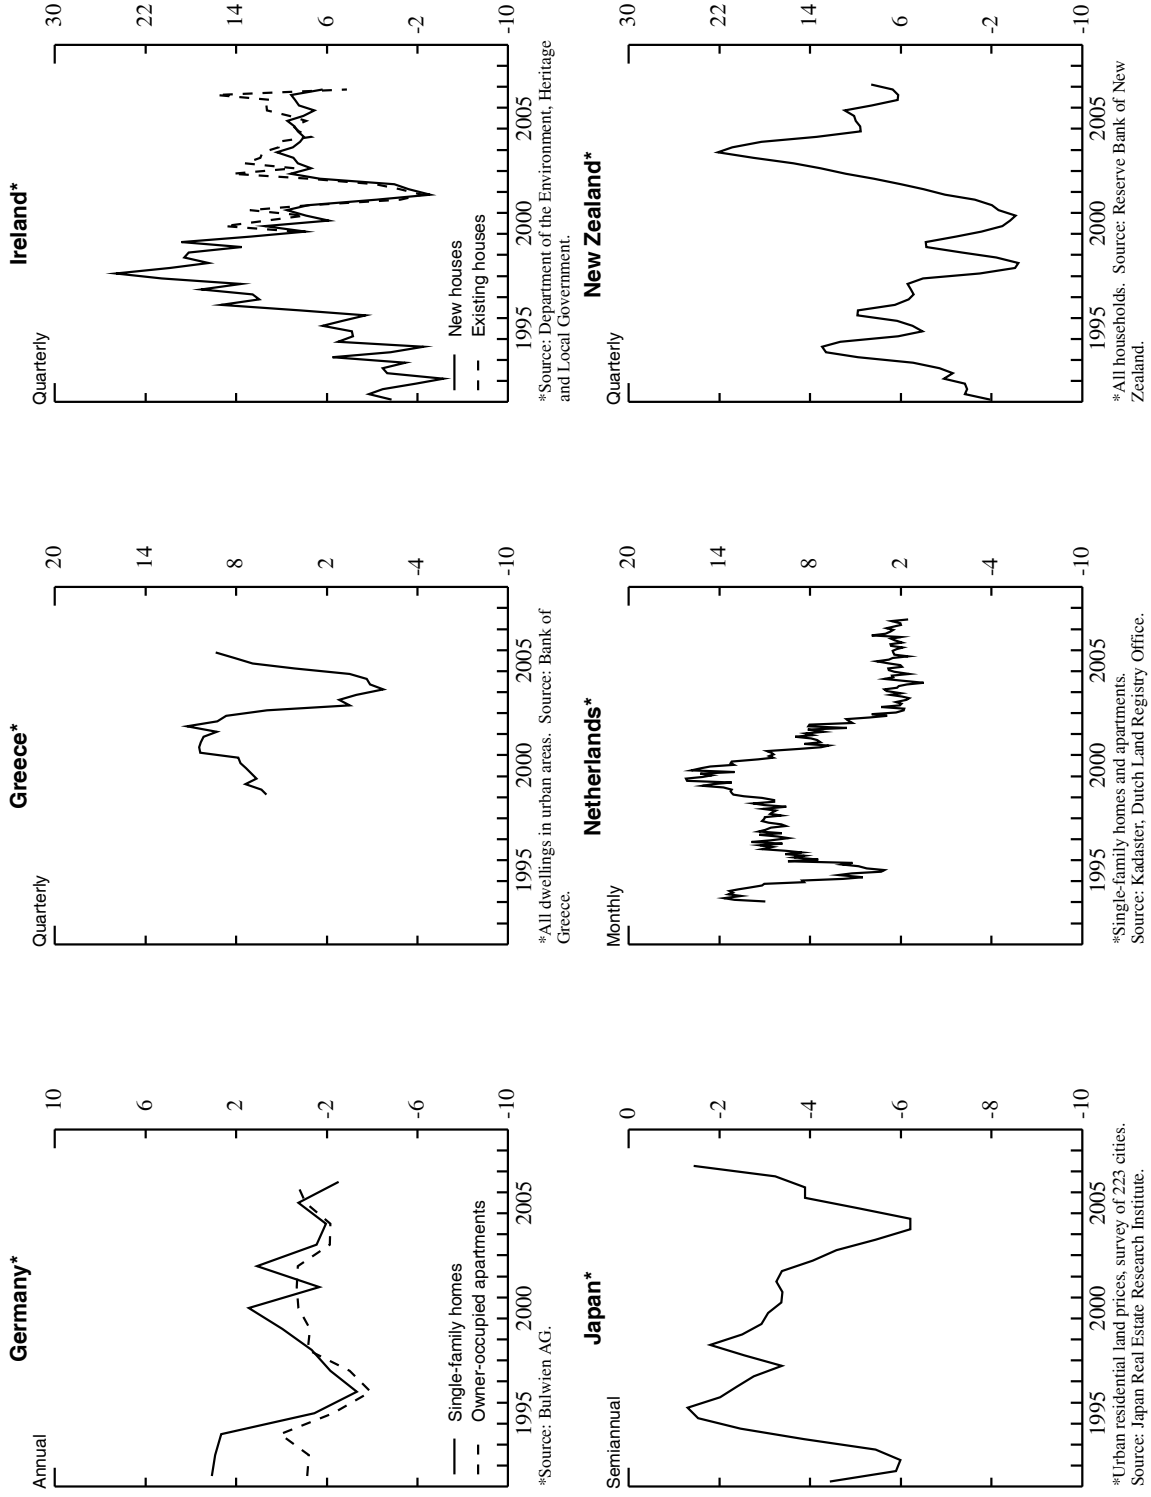 Germany*
Annual
10
6
2
-2
-6
-10
1995
2000
2005
Single-family homes
Owner-occupied apartments
*Source: Bulwien AG.
Greece*
Quarterly
20
14
8
2
-4
-10
1995
2000
2005
*All dwellings in urban areas. Source: Bank of
Greece.
Ireland*
Quarterly
30
22
14
6
-2
-10
1995
2000
2005
New houses
Existing houses
*Source: Department of the Environment, Heritage
and Local Government.
Japan*
Semiannual
0
-2
-4
-6
-8
-10
1995
2000
2005
*Urban residential land prices, survey of 223 cities.
Source: Japan Real Estate Research Institute.
Netherlands*
Monthly
20
14
8
2
-4
-10
1995
2000
2005
*Single-family homes and apartments.
Source: Kadaster, Dutch Land Registry Office.
New Zealand*
Quarterly
30
22
14
6
-2
-10
1995
2000
2005
*All households. Source: Reserve Bank of New
Zealand.